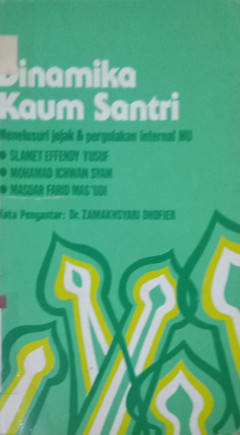 Dinamika
Kaum Santri
Menelusuri jejak & pergolakan internal NU
• SLAMET EFFENDY YUSUF
• MOHAMAD ICHWAN SYAM
• MASDAR FARID MAS'UDI
Kata Pengantar: Dr. ZAMAKHSYARI DHOFIER